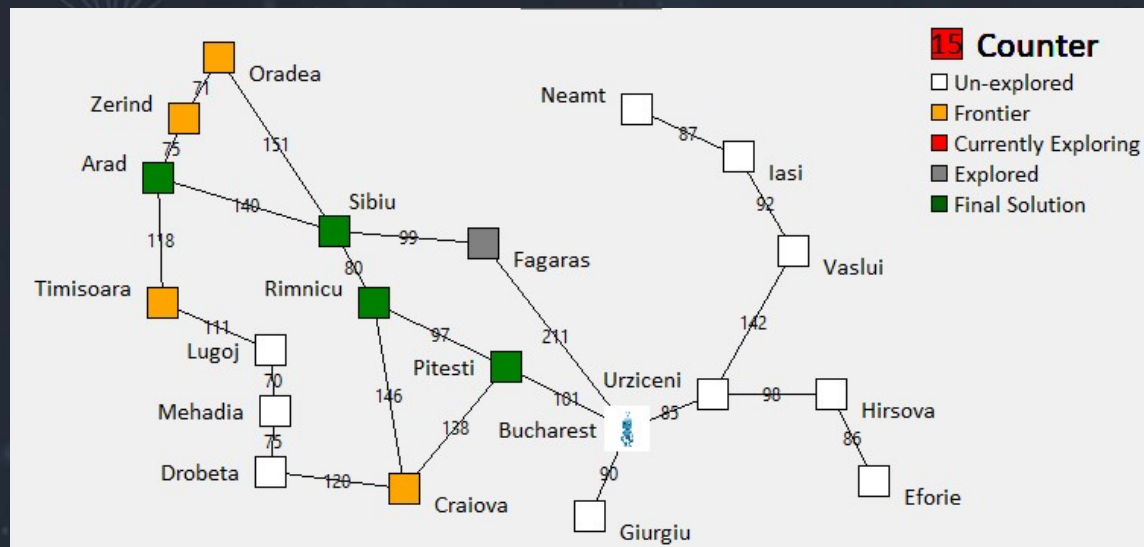 15 Counter
Un-explored
Frontier
Currently Exploring
Explored
Final Solution
Oradea
71
Zerind
75
151
Arad
140
Sibiu
118
99
Fagaras
80
Timisoara
Rimnicu
111
97
211
Lugoj
Pitesti
70
146
101
Mehadia
138
Bucharest
75
Drobeta
120
Craiova
90
Giurgiu
Neamt
87
Iasi
92
Vaslui
142
Urziceni
85
98
Hirsova
86
Eforie